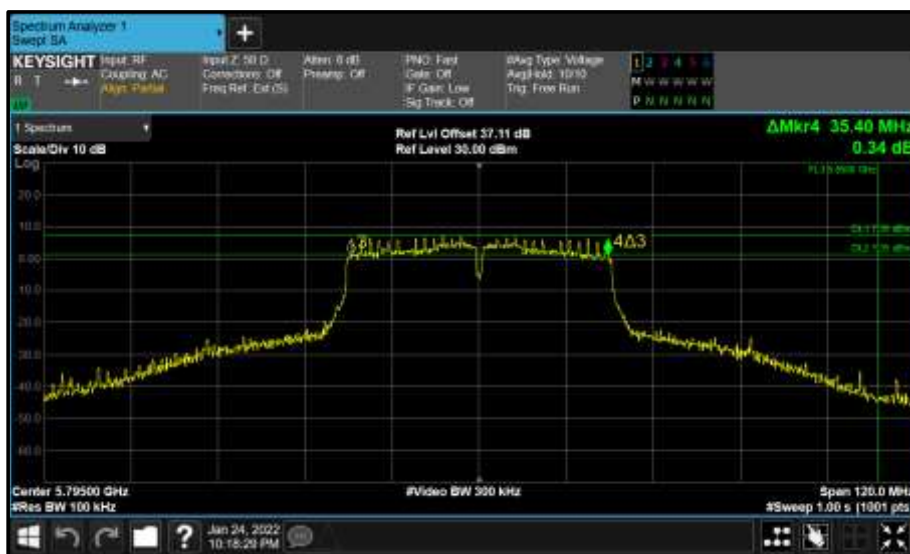 Spectrum Analyzer 1
Swept SA
KEYSIGHT
R T
Input: RF
Coupling: AC
Align: Partial
Input Z: 50 Ω
Corrections: Off
Freq Ref: Ext (S)
Atten: 0 dB
Preamp: Off
PNO: Fast
Gate: Off
IF Gain: Low
Sig Track: Off
#Avg Type: Voltage
Avg|Hold: 10/10
Trig: Free Run
1 2 3 4 5 6
M W W W W W
P N N N N N
1 Spectrum
Scale/Div 10 dB
Ref Lvl Offset 37.11 dB
Ref Level 30.00 dBm
ΔMkr4 35.40 MHz
0.34 dB
Log
20.0
10.0
0.00
-10.0
-20.0
-30.0
-40.0
-50.0
-60.0
4Δ3
Center 5.79500 GHz
#Res BW 100 kHz
#Video BW 300 kHz
Span 120.0 MHz
#Sweep 1.00 s (1001 pts
?
Jan 24, 2022
10:18:29 PM